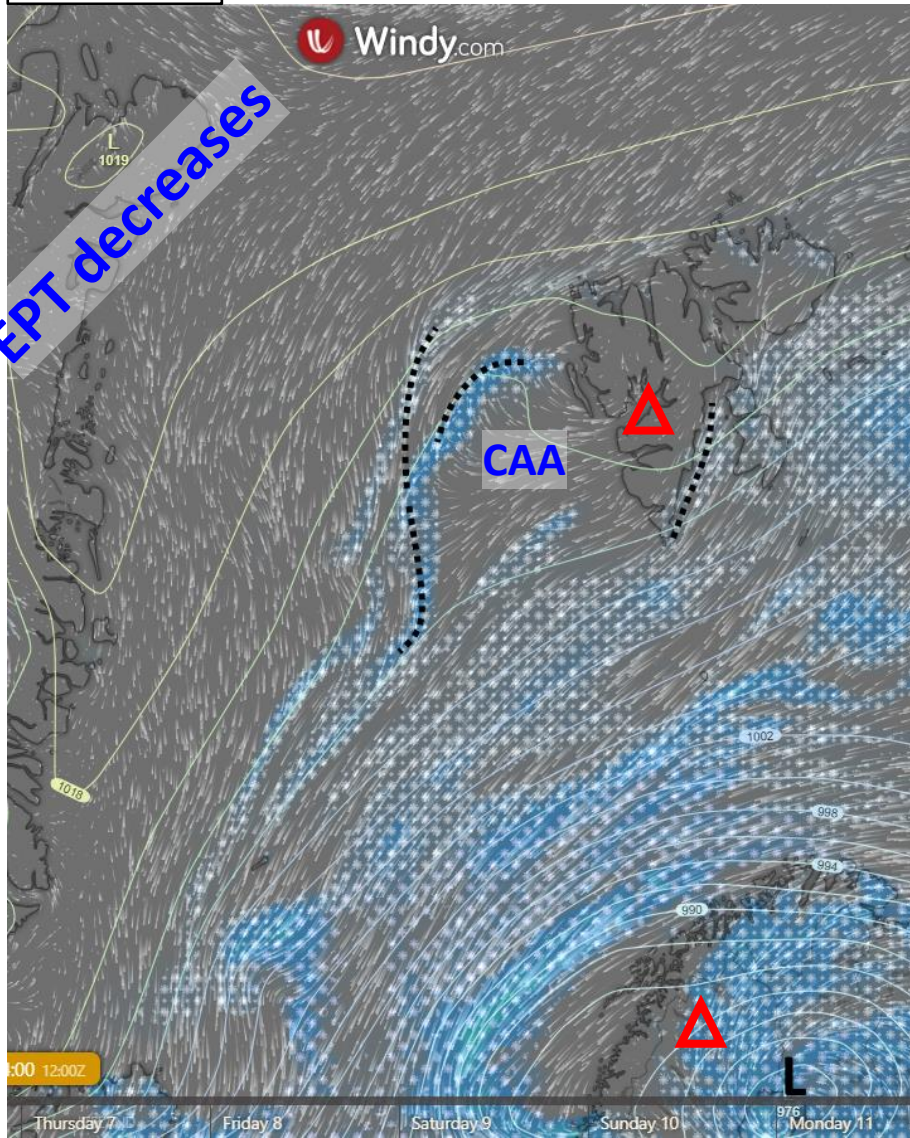 Windy.com
L
1019
EPT decreases
CAA
1018
1002
998
994
990
L
976
:00 12:00Z
Thursday 7
Friday 8
Saturday 9
Sunday 10
Monday 11